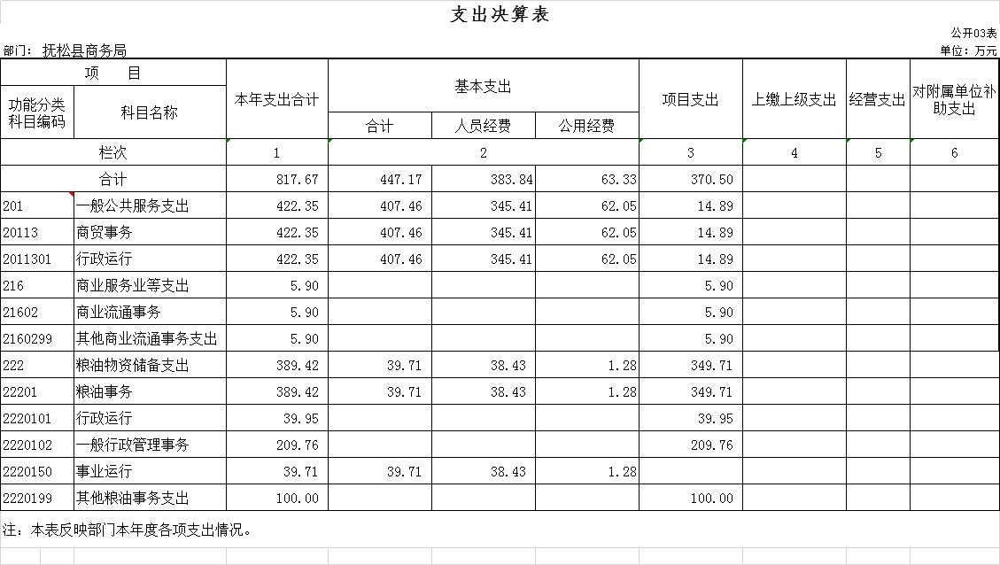 支出决算表
公开03表
部门： 抚松县商务局 单位：万元
项 目 本年支出合计 基本支出 项目支出 上缴上级支出 经营支出 对附属单位补助支出
功能分类科目编码 科目名称 合计 人员经费 公用经费
栏次 1 2 3 4 5 6
合计 817.67 447.17 383.84 63.33 370.50
201 一般公共服务支出 422.35 407.46 345.41 62.05 14.89
20113 商贸事务 422.35 407.46 345.41 62.05 14.89
2011301 行政运行 422.35 407.46 345.41 62.05 14.89
216 商业服务业等支出 5.90 5.90
21602 商业流通事务 5.90 5.90
2160299 其他商业流通事务支出 5.90 5.90
222 粮油物资储备支出 389.42 39.71 38.43 1.28 349.71
22201 粮油事务 389.42 39.71 38.43 1.28 349.71
2220101 行政运行 39.95 39.95
2220102 一般行政管理事务 209.76 209.76
2220150 事业运行 39.71 39.71 38.43 1.28
2220199 其他粮油事务支出 100.00 100.00
注：本表反映部门本年度各项支出情况。